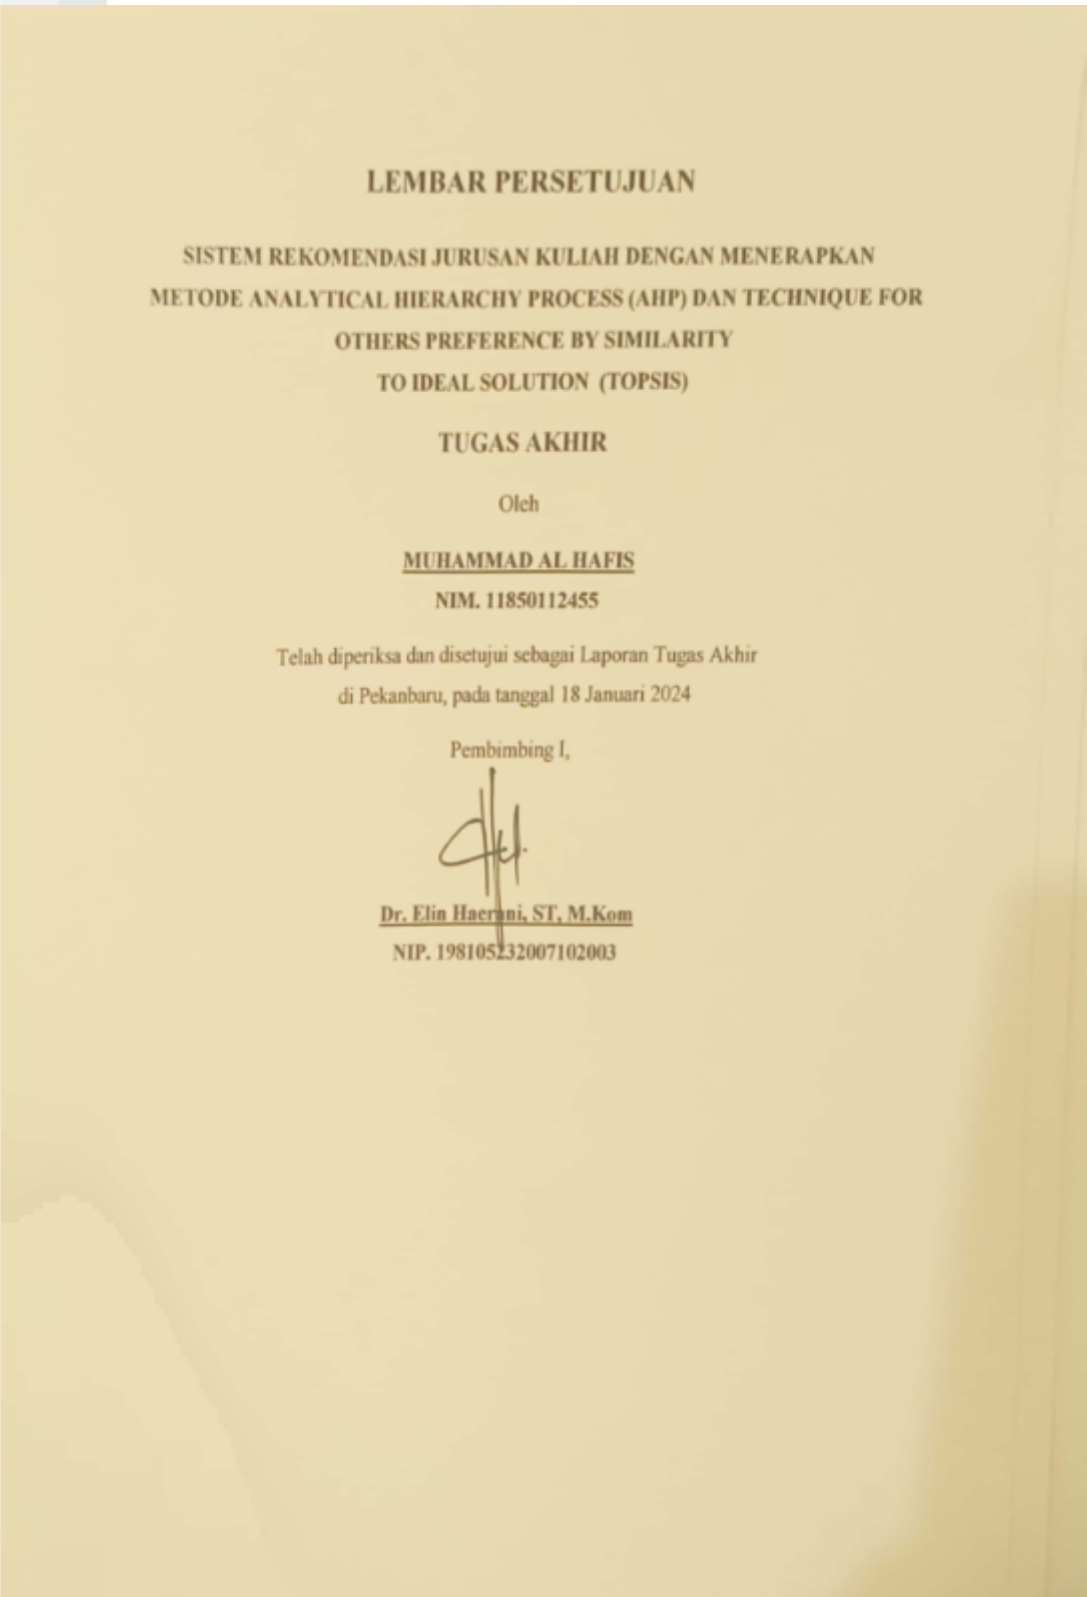 LEMBAR PERSETUJUAN
SISTEM REKOMENDASI JURUSAN KULIAH DENGAN MENERAPKAN
METODE ANALYTICAL HIERARCHY PROCESS (AHP) DAN TECHNIQUE FOR
OTHERS PREFERENCE BY SIMILARITY
TO IDEAL SOLUTION (TOPSIS)
TUGAS AKHIR
Oleh
MUHAMMAD AL HAFIS
NIM. 11850112455
Telah diperiksa dan disetujui sebagai Laporan Tugas Akhir
di Pekanbaru, pada tanggal 18 Januari 2024
Pembimbing I,
Dr. Elin Haerani, ST, M.Kom
NIP. 198105232007102003